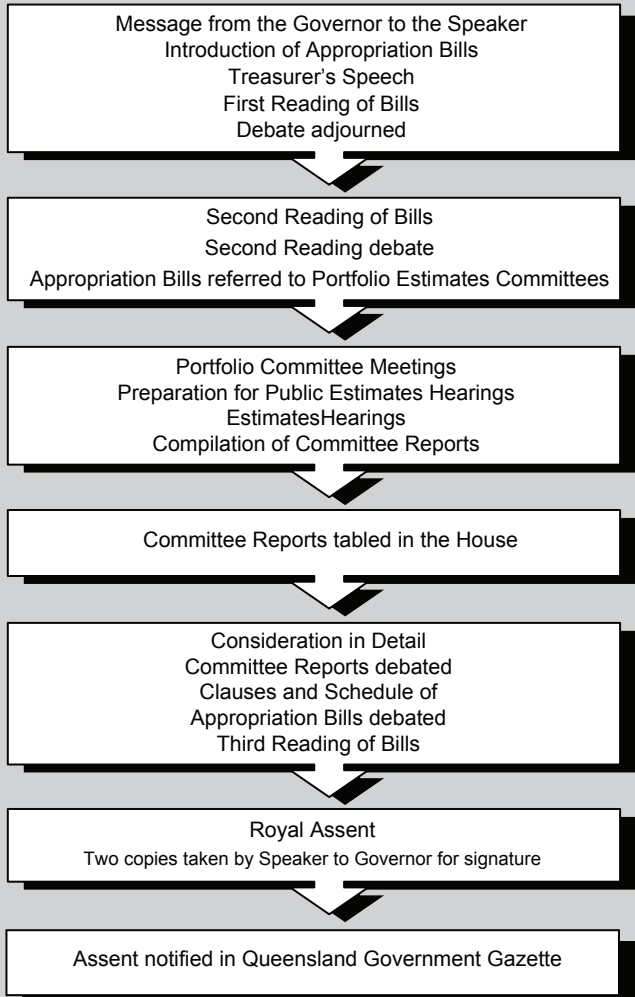 Message from the Governor to the Speaker
Introduction of Appropriation Bills
Treasurer's Speech
First Reading of Bills
Debate adjourned
Second Reading of Bills
Second Reading debate
Appropriation Bills referred to Portfolio Estimates Committees
Portfolio Committee Meetings
Preparation for Public Estimates Hearings
EstimatesHearings
Compilation of Committee Reports
Committee Reports tabled in the House
Consideration in Detail
Committee Reports debated
Clauses and Schedule of
Appropriation Bills debated
Third Reading of Bills
Royal Assent
Two copies taken by Speaker to Governor for signature
Assent notified in Queensland Government Gazette